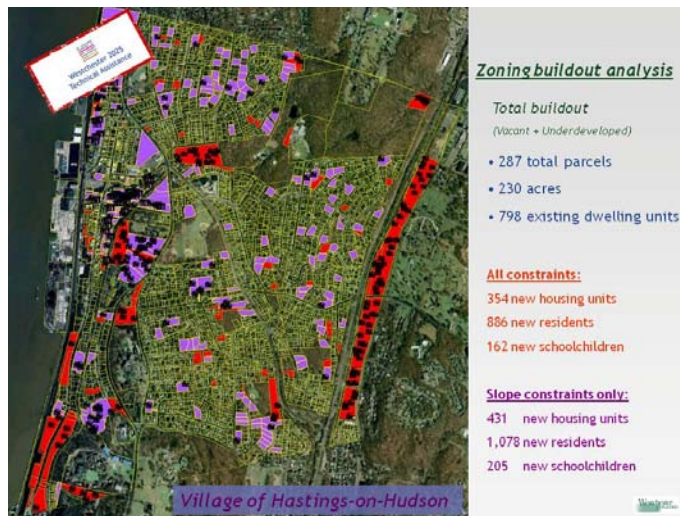 Westchester 2025
Technical Assistance
Zoning buildout analysis
Total buildout
(Vacant + Underdeveloped)
• 287 total parcels
• 230 acres
• 798 existing dwelling units
All constraints:
354 new housing units
886 new residents
162 new schoolchildren
Slope constraints only:
431 new housing units
1,078 new residents
205 new schoolchildren
Village of Hastings-on-Hudson